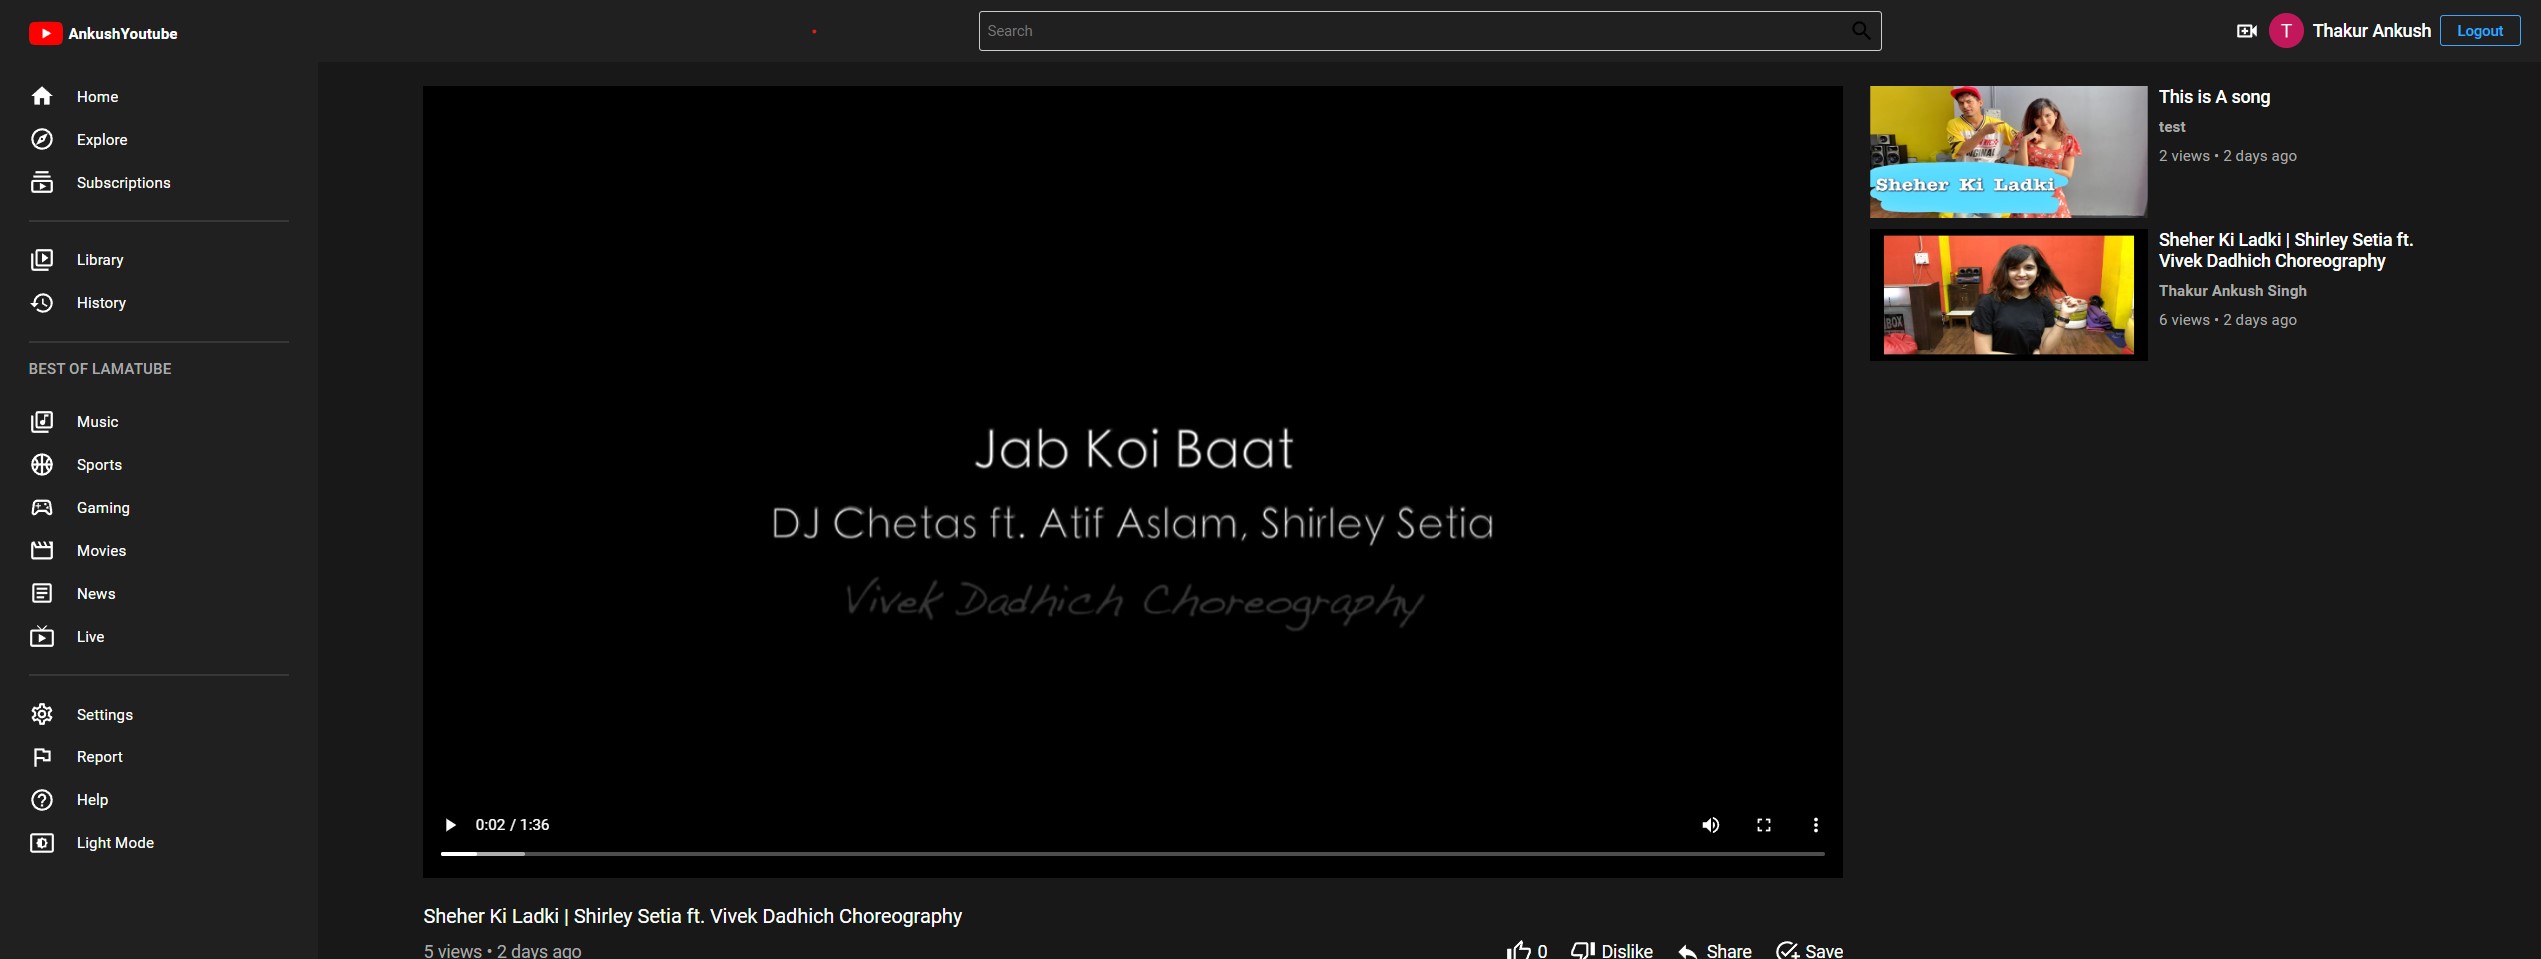 AnkushYoutube
Search
T
Thakur Ankush
Logout
Home
Explore
Subscriptions
Library
History
BEST OF LAMATUBE
Music
Sports
Gaming
Movies
News
Live
Settings
Report
Help
Light Mode
Jab Koi Baat
DJ Chetas ft. Atif Aslam, Shirley Setia
Vivek Dadhich Choreography
0:02 / 1:36
Sheher Ki Ladki | Shirley Setia ft. Vivek Dadhich Choreography
5 views • 2 days ago
0
Dislike
Share
Save
Sheher Ki Ladki
This is A song
test
2 views • 2 days ago
BOX
Sheher Ki Ladki | Shirley Setia ft.
Vivek Dadhich Choreography
Thakur Ankush Singh
6 views • 2 days ago